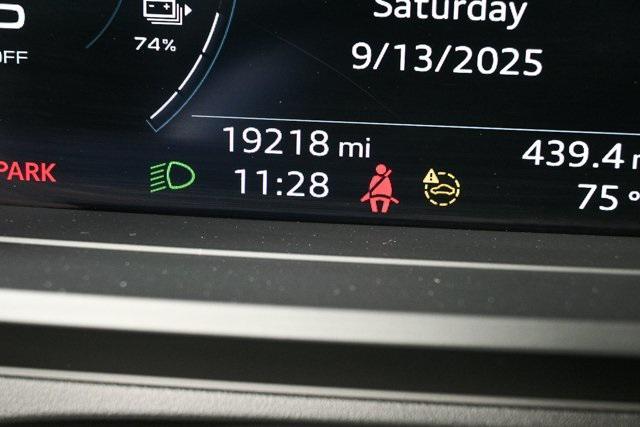 Saturday
OFF
74%
9/13/2025
19218 mi
439.4
PARK
11:28
75 °